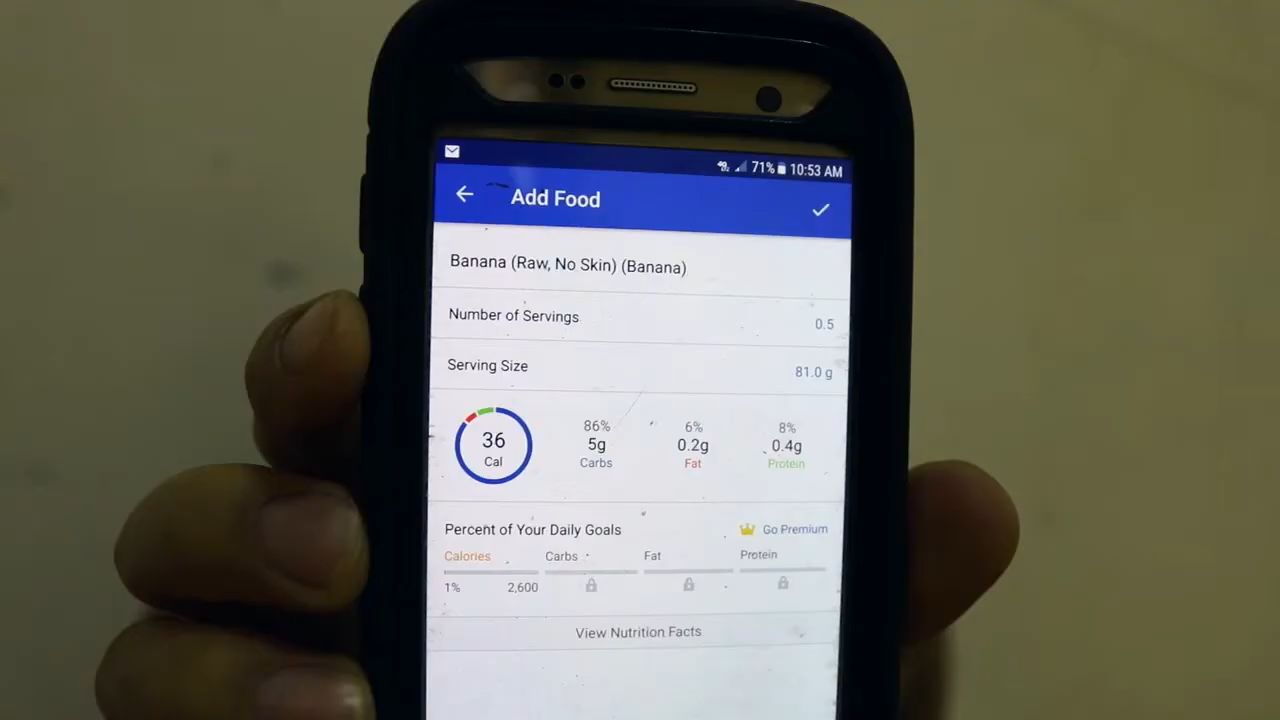 71% 10:53 AM
Add Food
Banana (Raw, No Skin) (Banana)
Number of Servings 0.5
Serving Size 81.0 g
36 Cal
86% 6% 8%
5g 0.2g 0.4g
Carbs Fat Protein
Percent of Your Daily Goals Go Premium
Calories Carbs Fat Protein
1% 2,600
View Nutrition Facts